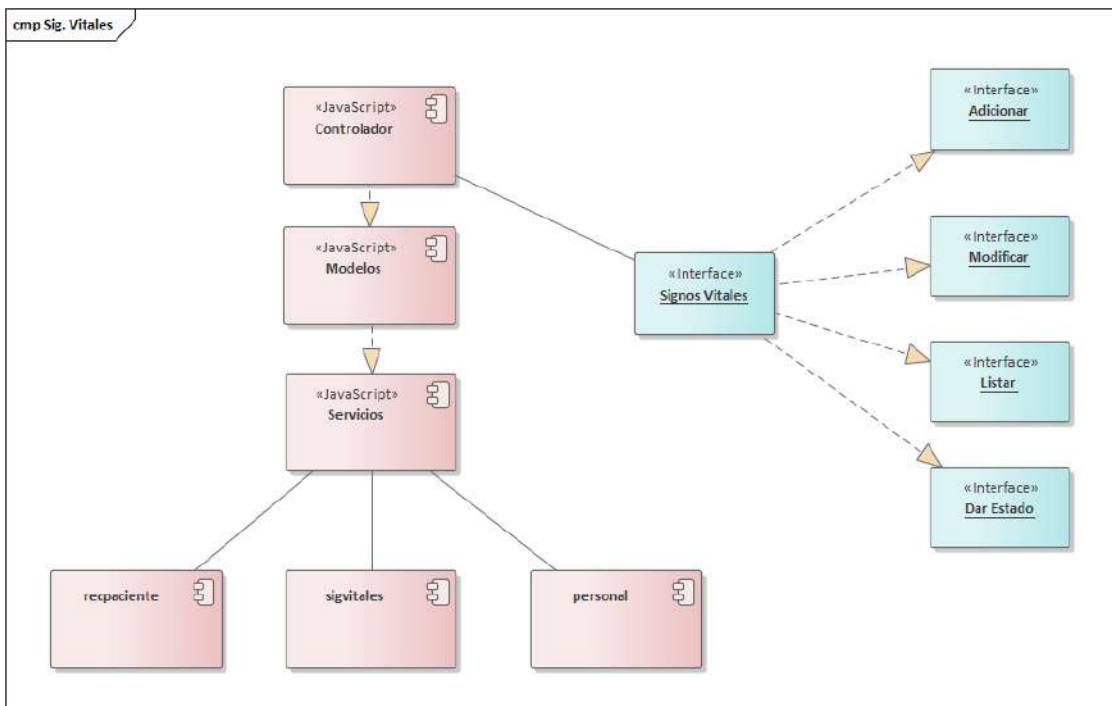 cmp Sig. Vitales
«JavaScript»
Controlador
«JavaScript»
Modelos
«JavaScript»
Servicios
recpaciente
sigvitales
personal
«Interface»
Signos Vitales
«Interface»
Adicionar
«Interface»
Modificar
«Interface»
Listar
«Interface»
Dar Estado